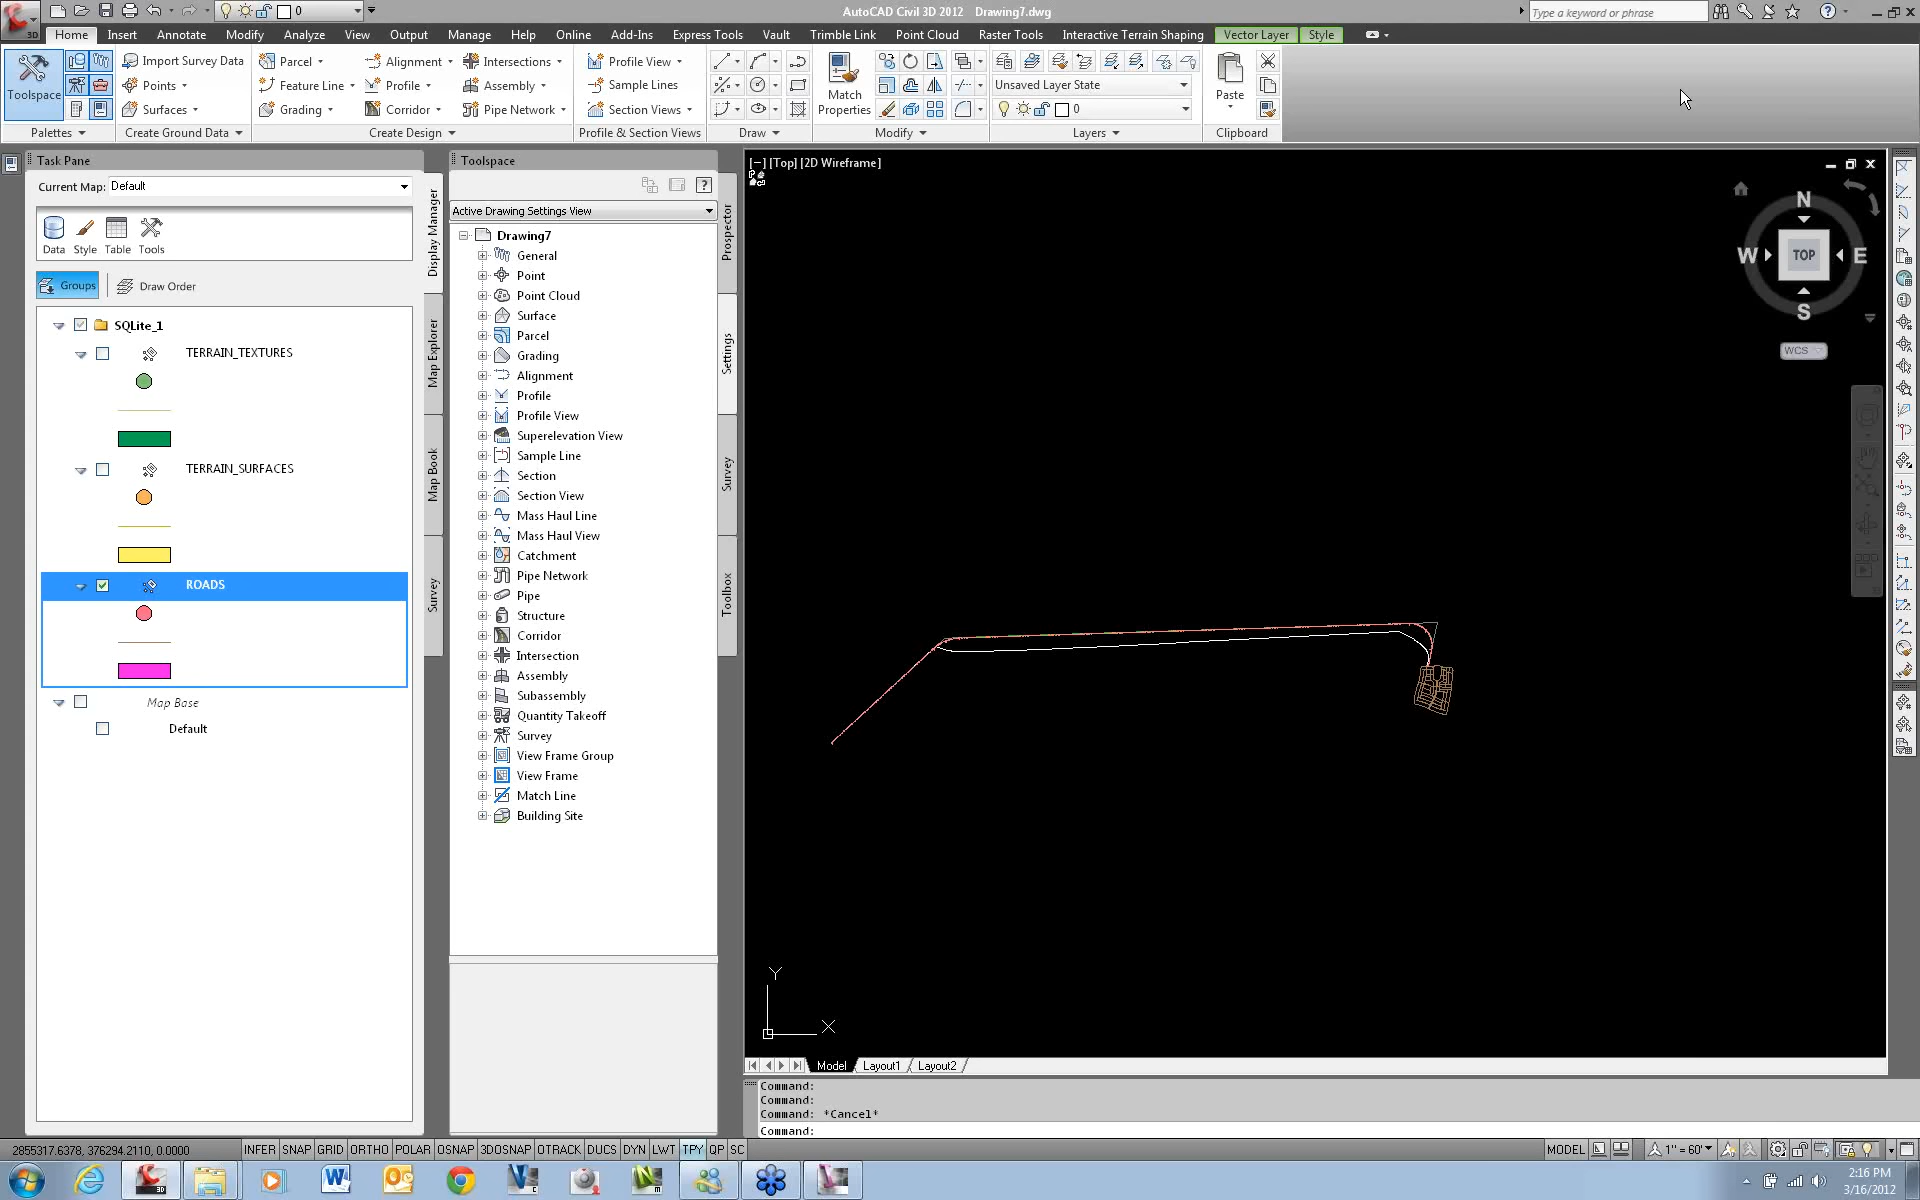 AutoCAD Civil 3D 2012 Drawing7.dwg
0
Type a keyword or phrase
3D
Home Insert Annotate Modify Analyze View Output Manage Help Online Add-Ins Express Tools Vault Trimble Link Point Cloud Raster Tools Interactive Terrain Shaping Vector Layer Style
Toolspace
Import Survey Data
Points
Surfaces
Parcel
Feature Line
Grading
Alignment
Profile
Corridor
Intersections
Assembly
Pipe Network
Profile View
Sample Lines
Section Views
Match
Properties
Unsaved Layer State
0
Paste
Palettes Create Ground Data Create Design Profile & Section Views Draw Modify Layers Clipboard
Task Pane
Current Map: Default
Data Style Table Tools
Groups Draw Order
SQLite_1
TERRAIN_TEXTURES
TERRAIN_SURFACES
ROADS
Map Base
Default
Display Manager
Map Explorer
Map Book
Survey
Toolspace
Active Drawing Settings View
Drawing7
General
Point
Point Cloud
Surface
Parcel
Grading
Alignment
Profile
Profile View
Superelevation View
Sample Line
Section
Section View
Mass Haul Line
Mass Haul View
Catchment
Pipe Network
Pipe
Structure
Corridor
Intersection
Assembly
Subassembly
Quantity Takeoff
Survey
View Frame Group
View Frame
Match Line
Building Site
Prospector
Settings
Survey
Toolbox
[–] [Top] [2D Wireframe]
N
W TOP E
S
WCS
Y
X
Model Layout1 Layout2
Command:
Command:
Command: *Cancel*
Command:
2855317.6378, 376294.2110, 0.0000
INFER SNAP GRID ORTHO POLAR OSNAP 3DOSNAP OTRACK DUCS DYN LWT TPY QP SC
MODEL
1" = 60'
2:16 PM
3/16/2012